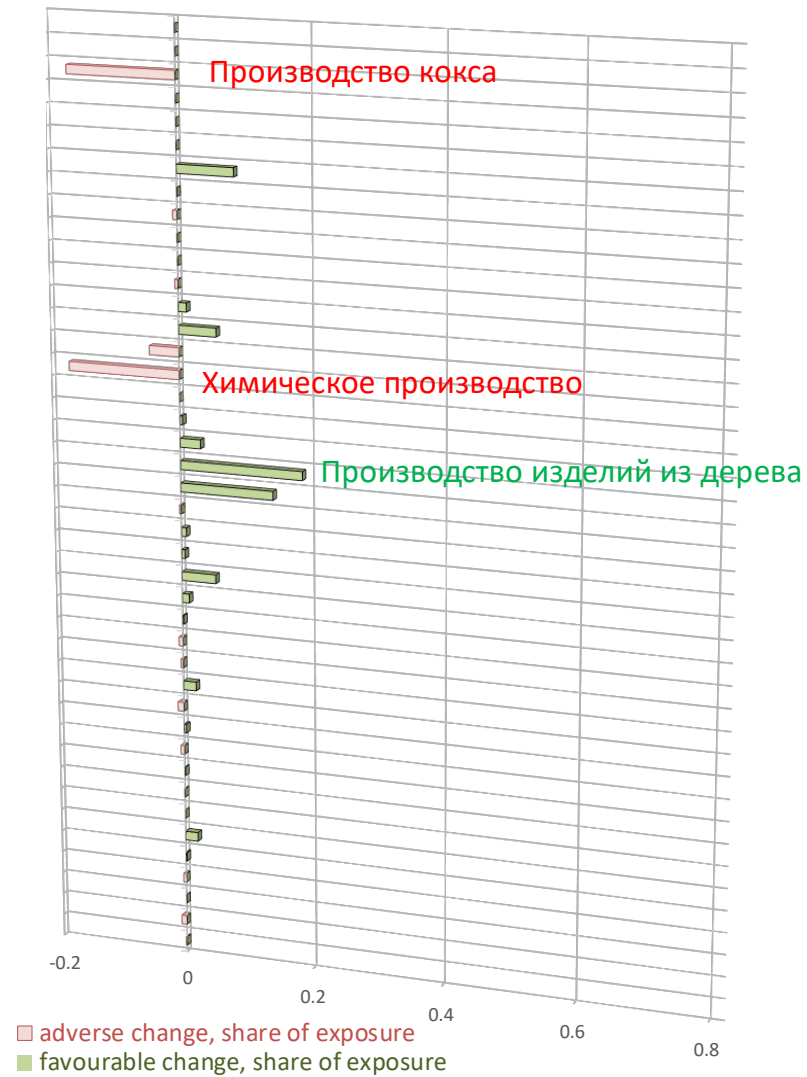 Производство кокса
Химическое производство
Производство изделий из дерева
-0.2
0
0.2
0.4
0.6
0.8
adverse change, share of exposure
favourable change, share of exposure